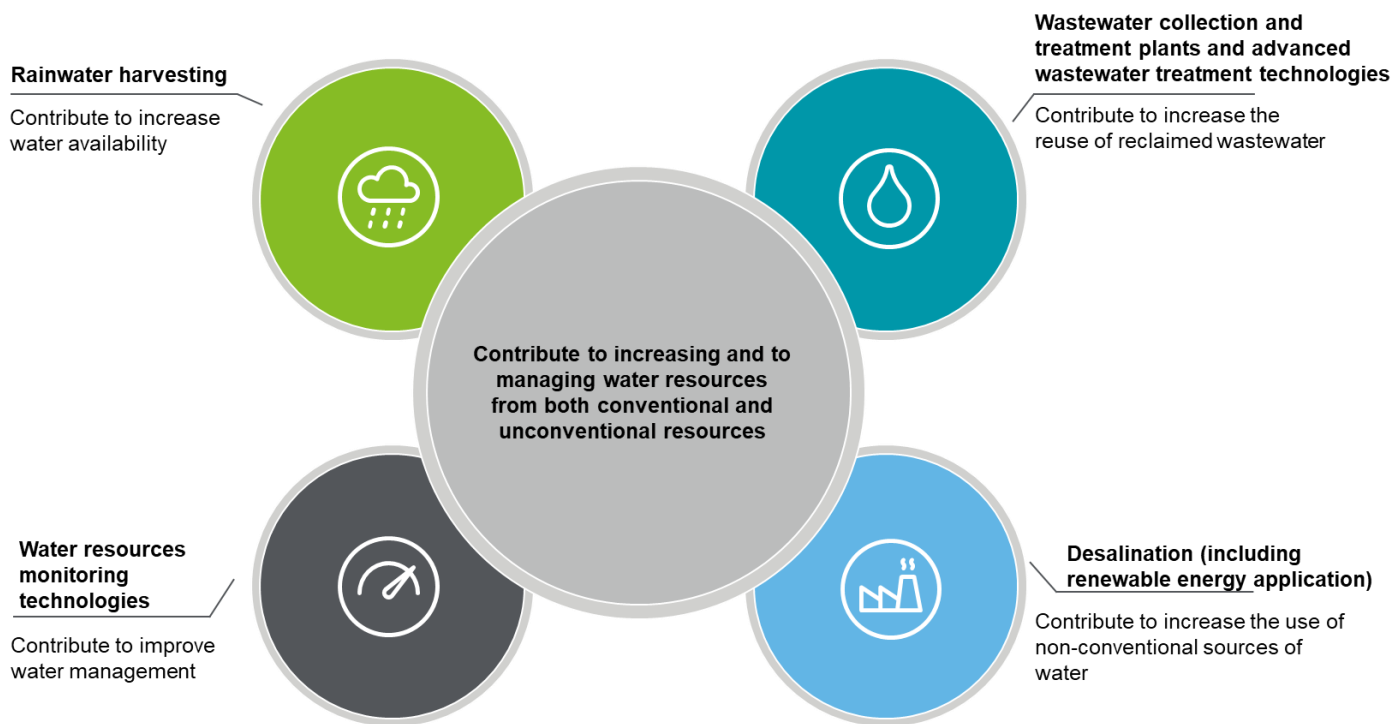 Rainwater harvesting
Contribute to increase
water availability
Wastewater collection and
treatment plants and advanced
wastewater treatment technologies
Contribute to increase the
reuse of reclaimed wastewater
Contribute to increasing and to
managing water resources
from both conventional and
unconventional resources
Water resources
monitoring
technologies
Contribute to improve
water management
Desalination (including
renewable energy application)
Contribute to increase the use of
non-conventional sources of
water